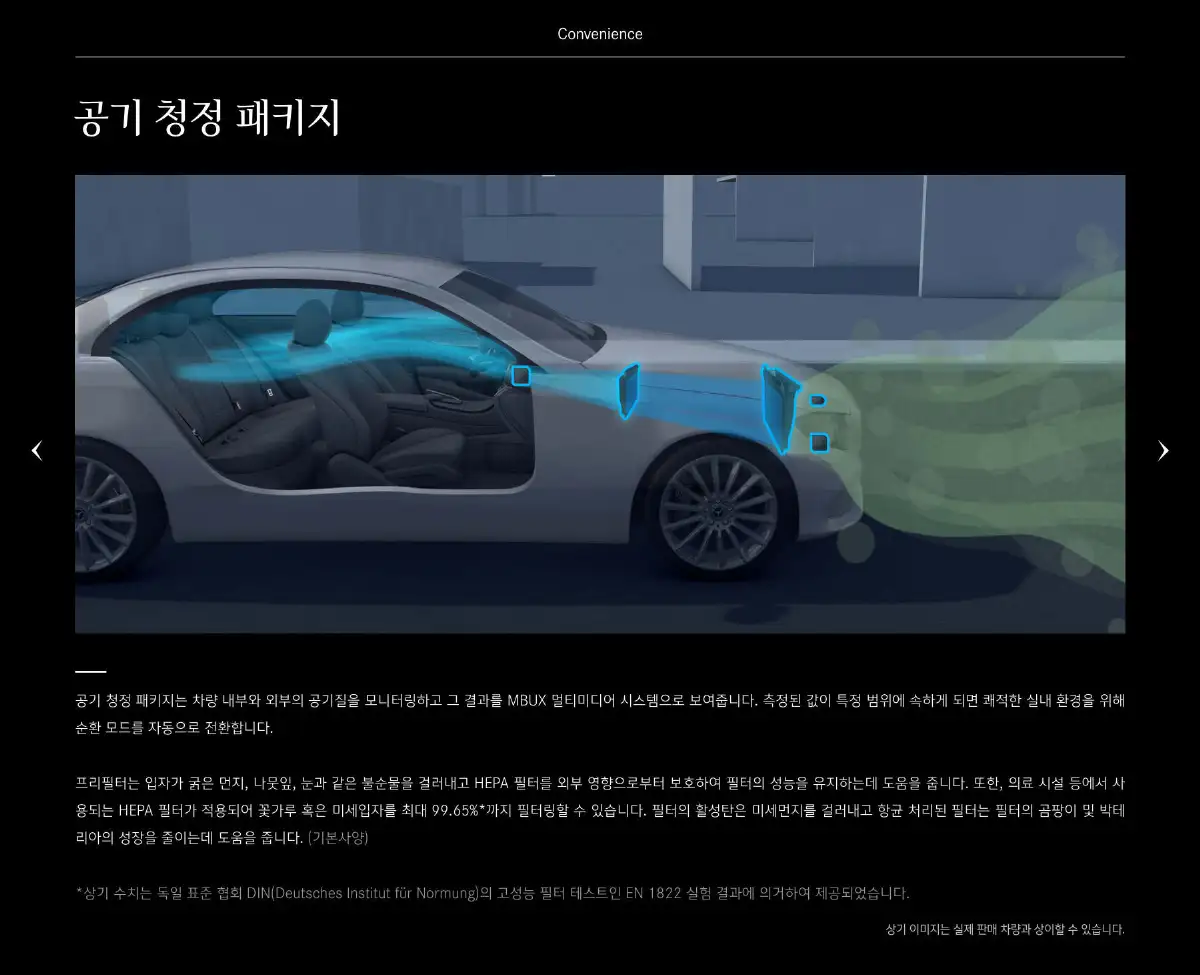 Convenience
공기 청정 패키지
공기 청정 패키지는 차량 내부와 외부의 공기질을 모니터링하고 그 결과를 MBUX 멀티미디어 시스템으로 보여줍니다. 측정된 값이 특정 범위에 속하게 되면 쾌적한 실내 환경을 위해
순환 모드를 자동으로 전환합니다.
프리필터는 입자가 굵은 먼지, 나뭇잎, 눈과 같은 불순물을 걸러내고 HEPA 필터를 외부 영향으로부터 보호하여 필터의 성능을 유지하는데 도움을 줍니다. 또한, 의료 시설 등에서 사
용되는 HEPA 필터가 적용되어 꽃가루 혹은 미세입자를 최대 99.65%*까지 필터링할 수 있습니다. 필터의 활성탄은 미세먼지를 걸러내고 항균 처리된 필터는 필터의 곰팡이 및 박테
리아의 성장을 줄이는데 도움을 줍니다. (기본사양)
*상기 수치는 독일 표준 협회 DIN(Deutsches Institut für Normung)의 고성능 필터 테스트인 EN 1822 실험 결과에 의거하여 제공되었습니다.
상기 이미지는 실제 판매 차량과 상이할 수 있습니다.